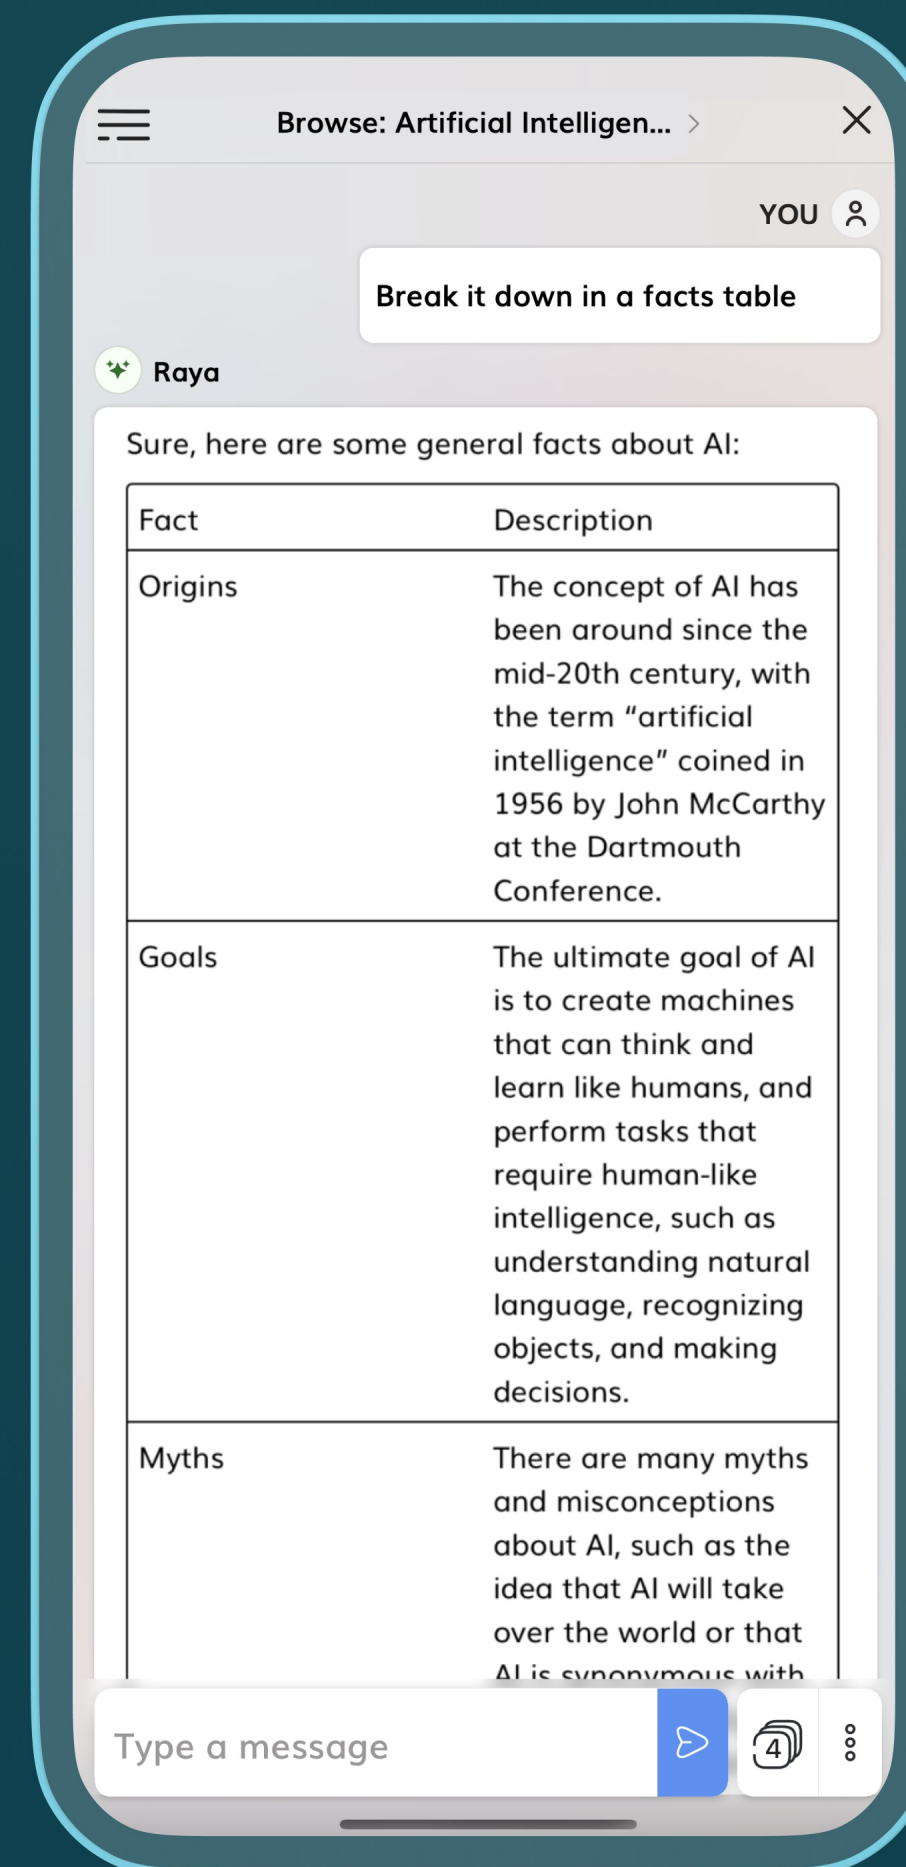 Browse: Artificial Intelligen...
YOU
Break it down in a facts table
Raya
Sure, here are some general facts about AI:
Fact Description
Origins The concept of AI has
been around since the
mid-20th century, with
the term “artificial
intelligence” coined in
1956 by John McCarthy
at the Dartmouth
Conference.
Goals The ultimate goal of AI
is to create machines
that can think and
learn like humans, and
perform tasks that
require human-like
intelligence, such as
understanding natural
language, recognizing
objects, and making
decisions.
Myths There are many myths
and misconceptions
about AI, such as the
idea that AI will take
over the world or that
AI is synonymous with
Type a message
4